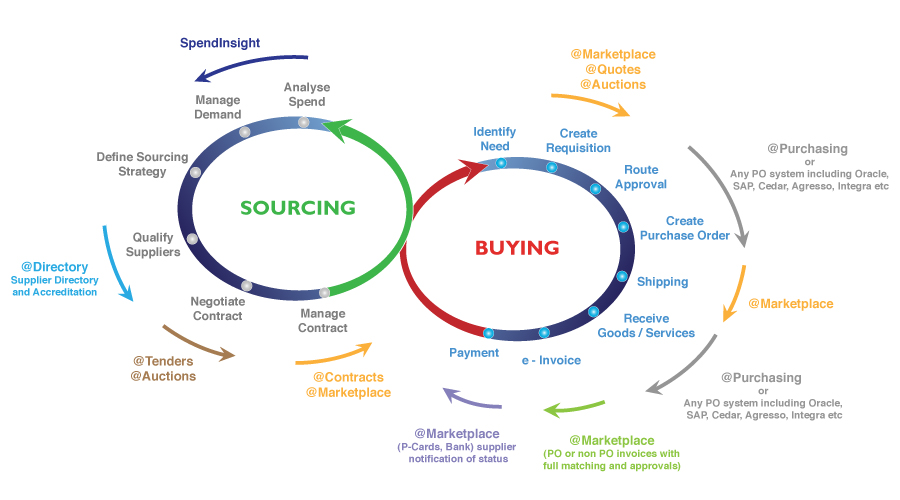 SpendInsight
Analyse
Spend
Manage
Demand
Define Sourcing
Strategy
Qualify
Suppliers
Negotiate
Contract
Manage
Contract
SOURCING
@Directory
Supplier Directory
and Accreditation
@Tenders
@Auctions
@Contracts
@Marketplace
@Marketplace
@Quotes
@Auctions
Identify
Need
Create
Requisition
Route
Approval
Create
Purchase Order
Shipping
Receive
Goods / Services
e - Invoice
Payment
BUYING
@Purchasing
or
Any PO system including Oracle,
SAP, Cedar, Agresso, Integra etc
@Marketplace
@Purchasing
or
Any PO system including Oracle,
SAP, Cedar, Agresso, Integra etc
@Marketplace
(PO or non PO invoices with
full matching and approvals)
@Marketplace
(P-Cards, Bank) supplier
notification of status